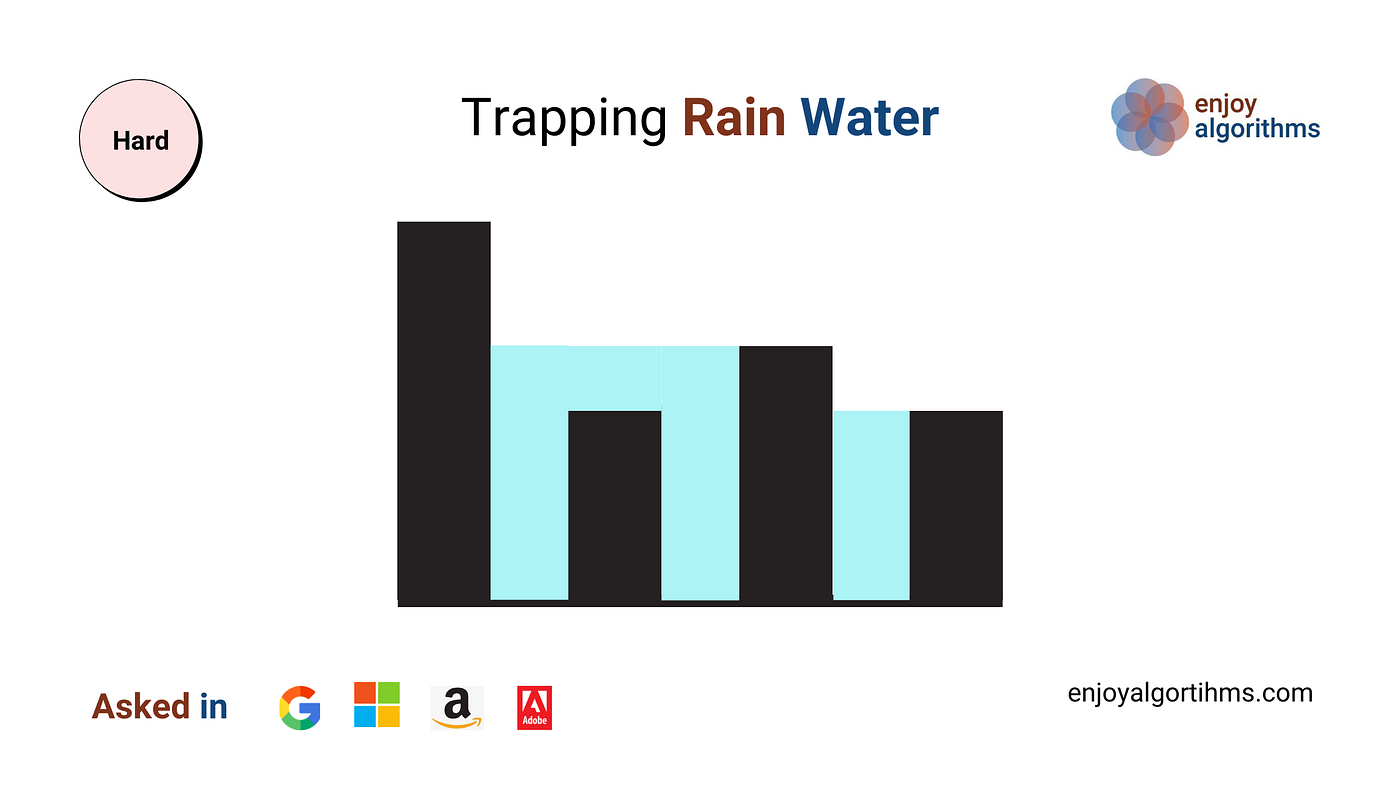 Hard
Trapping Rain Water
enjoy
algorithms
Asked in
a
Adobe
enjoyalgortihms.com